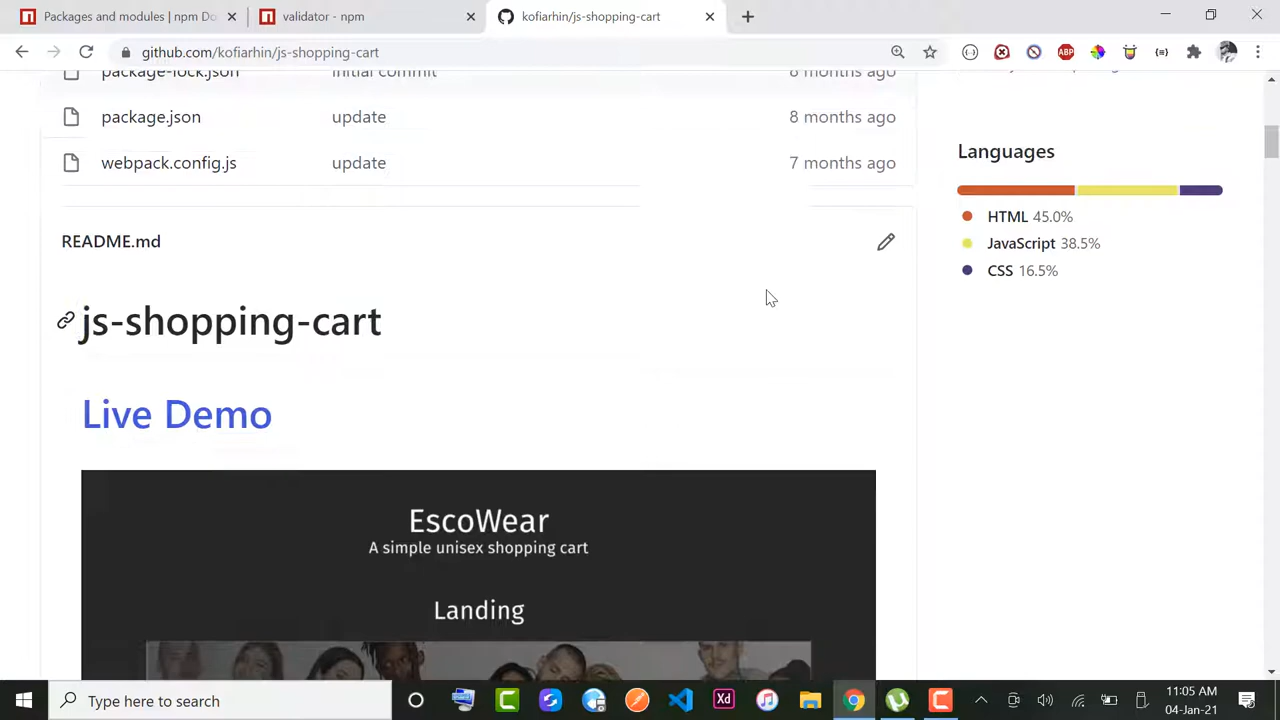 Packages and modules | npm Do
validator - npm
kofiarhin/js-shopping-cart
github.com/kofiarhin/js-shopping-cart
ABP
package-lock.json initial commit 8 months ago
package.json update 8 months ago
webpack.config.js update 7 months ago
Languages
HTML 45.0%
JavaScript 38.5%
CSS 16.5%
README.md
js-shopping-cart
Live Demo
EscoWear
A simple unisex shopping cart
Landing
Type here to search
Xd
11:05 AM
04-Jan-21